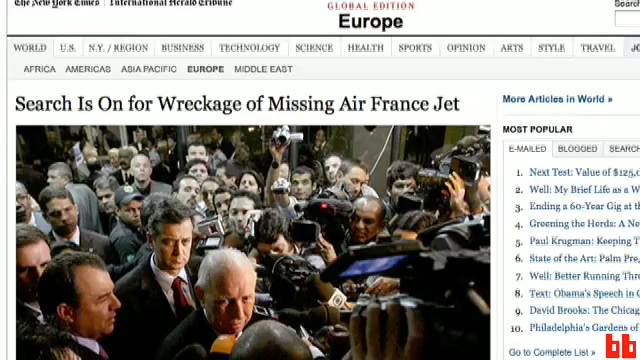 The New York Times | International Herald Tribune
GLOBAL EDITION
Europe
Search
WORLD U.S. N.Y. / REGION BUSINESS TECHNOLOGY SCIENCE HEALTH SPORTS OPINION ARTS STYLE TRAVEL
AFRICA AMERICAS ASIA PACIFIC EUROPE MIDDLE EAST
Search Is On for Wreckage of Missing Air France Jet
More Articles in World »
MOST POPULAR
E-MAILED BLOGGED SEARCH
1. Next Test: Value of $125,0
2. Well: My Brief Life as a W
3. Ending a 60-Year Gig at th
4. Greening the Herds: A New
5. Paul Krugman: Keeping T
6. State of the Art: Palm Pre,
7. Well: Better Running Thr
8. Text: Obama's Speech in C
9. David Brooks: The Chicag
10. Philadelphia's Gardens of
Go to Complete List »
bb